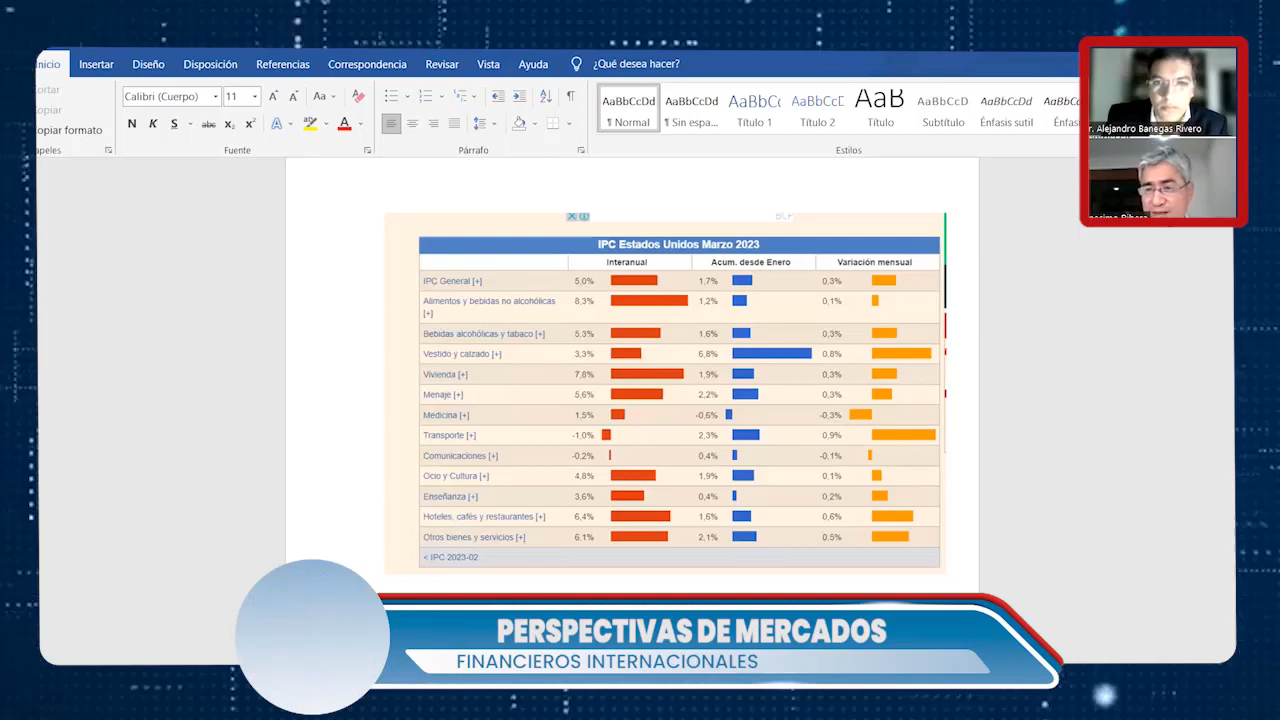 Inicio Insertar Diseño Disposición Referencias Correspondencia Revisar Vista Ayuda ¿Qué desea hacer?
Calibri (Cuerpo) 11 Aa
opiar formato
N K S abc x₂ x² A A
Fuente Párrafo Estilos
AaBbCcDd AaBbCcDd AaBbCc AaBbCcE AaB AaBbCcD AaBbCcDd AaBbCc
¶ Normal ¶ Sin espa... Título 1 Título 2 Título Subtítulo Énfasis sutil Énfas
r. Alejandro Banegas Rivero
IPC Estados Unidos Marzo 2023
Interanual Acum. desde Enero Variación mensual
IPC General [+] 5,0% 1,7% 0,3%
Alimentos y bebidas no alcohólicas [+] 8,3% 1,2% 0,1%
Bebidas alcohólicas y tabaco [+] 5,3% 1,6% 0,3%
Vestido y calzado [+] 3,3% 6,8% 0,8%
Vivienda [+] 7,8% 1,9% 0,3%
Menaje [+] 5,6% 2,2% 0,3%
Medicina [+] 1,5% -0,6% -0,3%
Transporte [+] -1,0% 2,3% 0,9%
Comunicaciones [+] -0,2% 0,4% -0,1%
Ocio y Cultura [+] 4,8% 1,9% 0,1%
Enseñanza [+] 3,6% 0,4% 0,2%
Hoteles, cafés y restaurantes [+] 6,4% 1,6% 0,6%
Otros bienes y servicios [+] 6,1% 2,1% 0,5%
< IPC 2023-02
PERSPECTIVAS DE MERCADOS
FINANCIEROS INTERNACIONALES